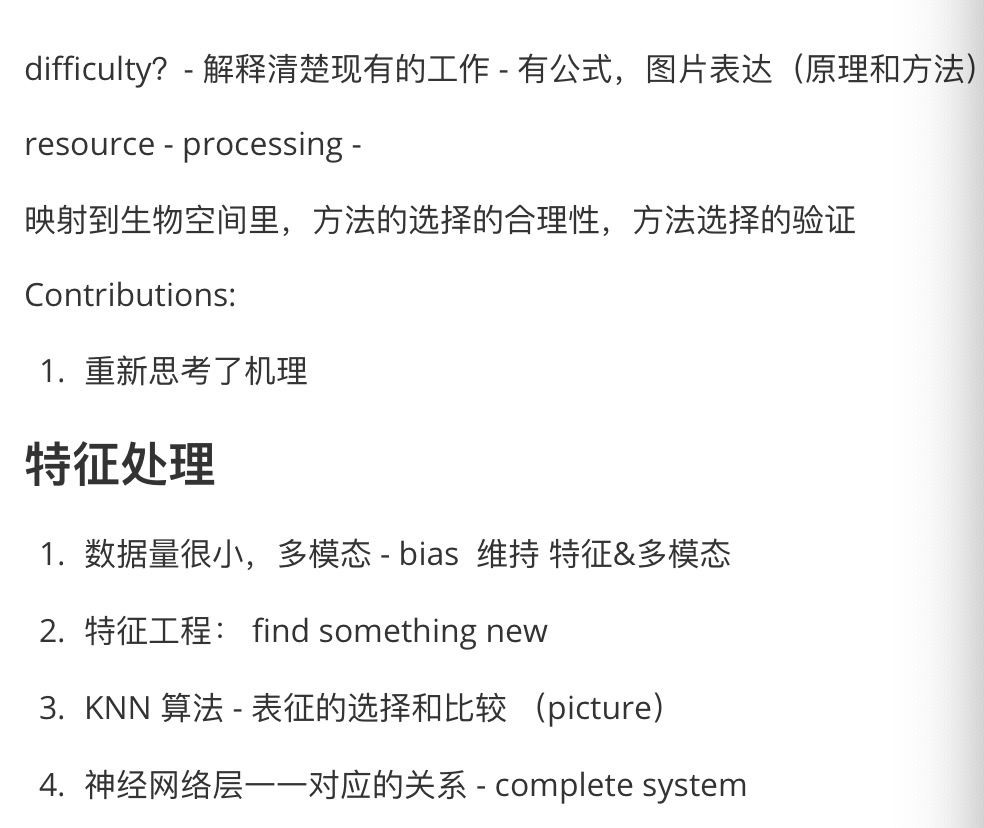 difficulty? - 解释清楚现有的工作 - 有公式，图片表达（原理和方法）
resource - processing -
映射到生物空间里，方法的选择的合理性，方法选择的验证
Contributions:
1. 重新思考了机理
特征处理
1. 数据量很小，多模态 - bias 维持 特征&多模态
2. 特征工程： find something new
3. KNN 算法 - 表征的选择和比较 （picture）
4. 神经网络层一一对应的关系 - complete system